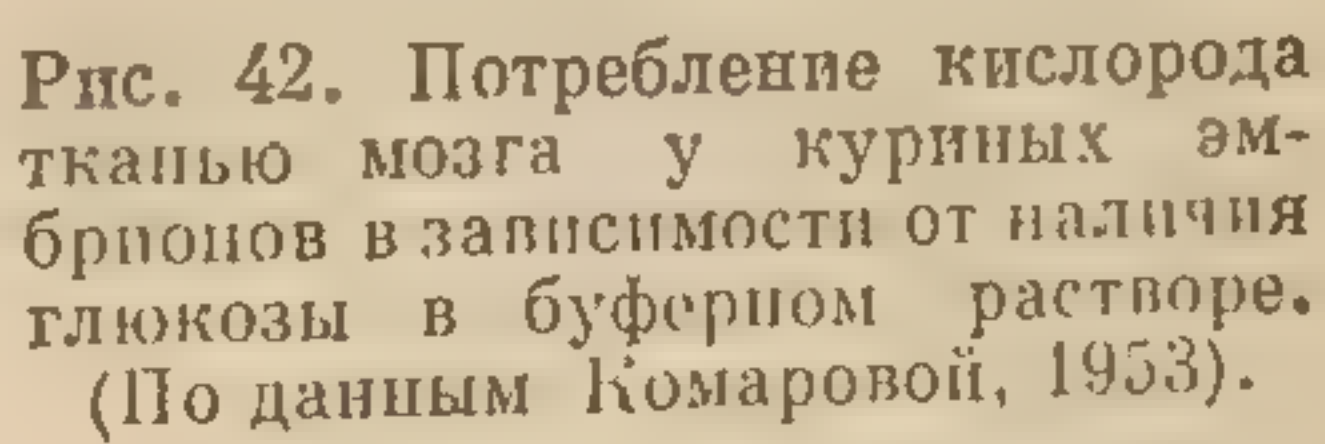 Рис. 42. Потребление кислорода
тканью мозга у куриных эм-
брионов в зависимости от наличия
глюкозы в буферном растворе.
(По данным Комаровой, 1953).